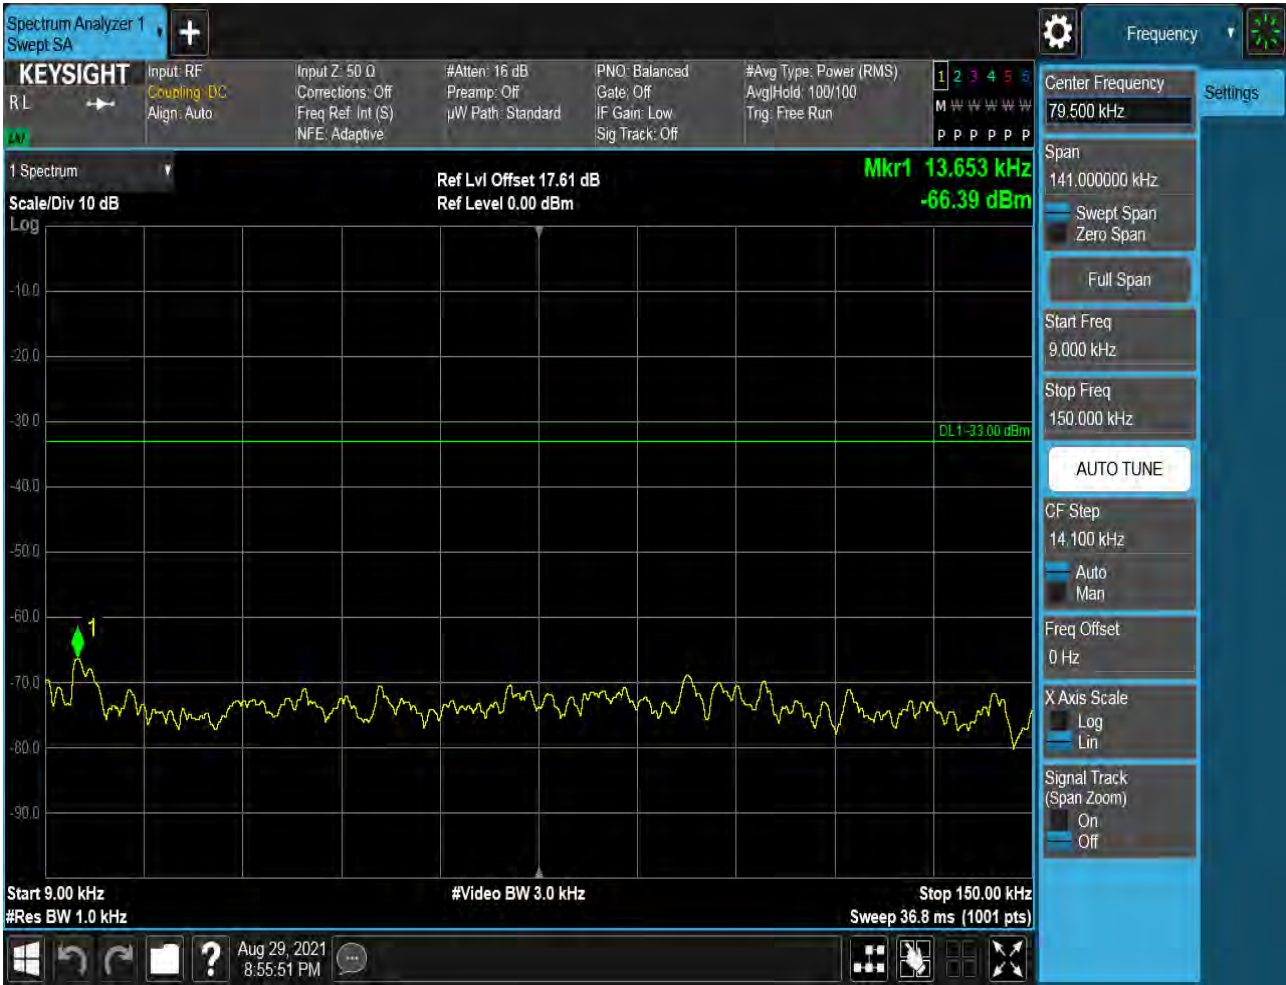 Spectrum Analyzer 1
Swept SA
Frequency
KEYSIGHT
R L
LXI
Input: RF
Coupling: DC
Align: Auto
Input Z: 50 Ω
Corrections: Off
Freq Ref: Int (S)
NFE: Adaptive
#Atten: 16 dB
Preamp: Off
µW Path: Standard
PNO: Balanced
Gate: Off
IF Gain: Low
Sig Track: Off
#Avg Type: Power (RMS)
Avg|Hold: 100/100
Trig: Free Run
1 2 3 4 5 6
M W W W W W
P P P P P P
1 Spectrum
Scale/Div 10 dB
Log
Ref Lvl Offset 17.61 dB
Ref Level 0.00 dBm
Mkr1 13.653 kHz
-66.39 dBm
-10.0
-20.0
-30.0
DL1 -33.00 dBm
-40.0
-50.0
-60.0
1
-70.0
-80.0
-90.0
Start 9.00 kHz
#Video BW 3.0 kHz
Stop 150.00 kHz
#Res BW 1.0 kHz
Sweep 36.8 ms (1001 pts)
?
Aug 29, 2021
8:55:51 PM
Center Frequency
79.500 kHz
Settings
Span
141.000000 kHz
Swept Span
Zero Span
Full Span
Start Freq
9.000 kHz
Stop Freq
150.000 kHz
AUTO TUNE
CF Step
14.100 kHz
Auto
Man
Freq Offset
0 Hz
X Axis Scale
Log
Lin
Signal Track
(Span Zoom)
On
Off